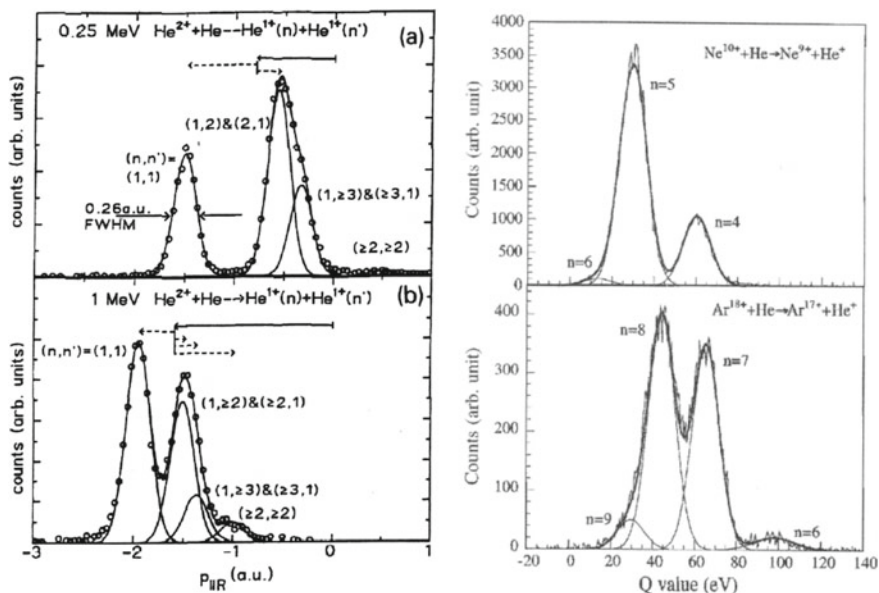 0.25 MeV He²⁺+He--He¹⁺(n)+He¹⁺(n')
(a)
(1,2)&(2,1)
(n,n')=
(1,1)
(1,≥3)&(≥3,1)
0.26a.u.
FWHM
(≥2,≥2)
counts (arb. units)
1 MeV He²⁺+He-→He¹⁺(n)+He¹⁺(n')
(b)
(n,n')=(1,1)
(1,≥2)&(≥2,1)
(1,≥3)&(≥3,1)
(≥2,≥2)
counts (arb. units)
-3 -2 -1 0 1
p||R (a.u.)
4000
3500
3000
2500
2000
1500
1000
500
0
Counts (arb. unit)
Ne¹⁰⁺+He→Ne⁹⁺+He⁺
n=5
n=4
n=6
400
300
200
100
0
Counts (arb. unit)
Ar¹⁸⁺+He→Ar¹⁷⁺+He⁺
n=8
n=7
n=9
n=6
-20 0 20 40 60 80 100 120 140
Q value (eV)